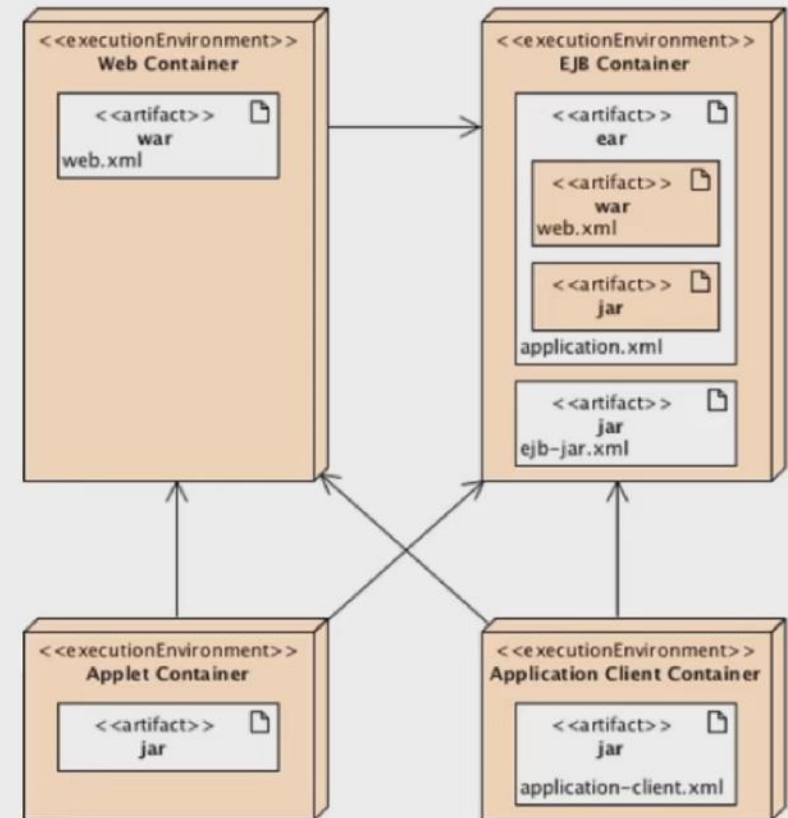 <<executionEnvironment>>
Web Container
<<artifact>>
war
web.xml
<<executionEnvironment>>
EJB Container
<<artifact>>
ear
<<artifact>>
war
web.xml
<<artifact>>
jar
application.xml
<<artifact>>
jar
ejb-jar.xml
<<executionEnvironment>>
Applet Container
<<artifact>>
jar
<<executionEnvironment>>
Application Client Container
<<artifact>>
jar
application-client.xml